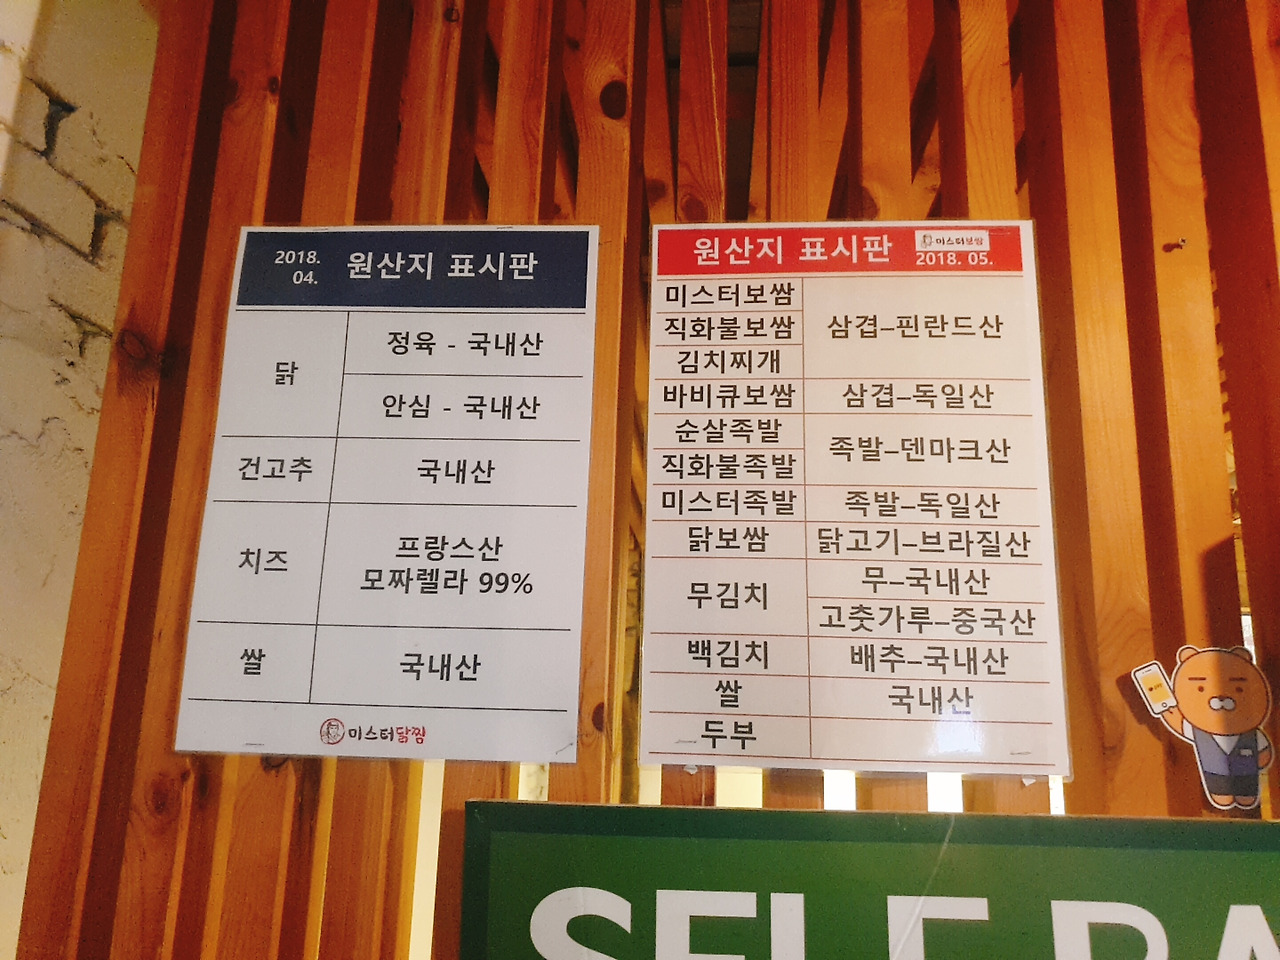 2018.
04.
원산지 표시판
닭
정육 - 국내산
안심 - 국내산
건고추
국내산
치즈
프랑스산
모짜렐라 99%
쌀
국내산
미스터닭찜
원산지 표시판
미스터보쌈
2018. 05.
미스터보쌈
직화불보쌈
김치찌개
삼겹–핀란드산
바비큐보쌈
삼겹–독일산
순살족발
직화불족발
족발–덴마크산
미스터족발
족발–독일산
닭보쌈
닭고기–브라질산
무김치
무–국내산
고춧가루–중국산
백김치
배추–국내산
쌀
국내산
두부
SELF BA